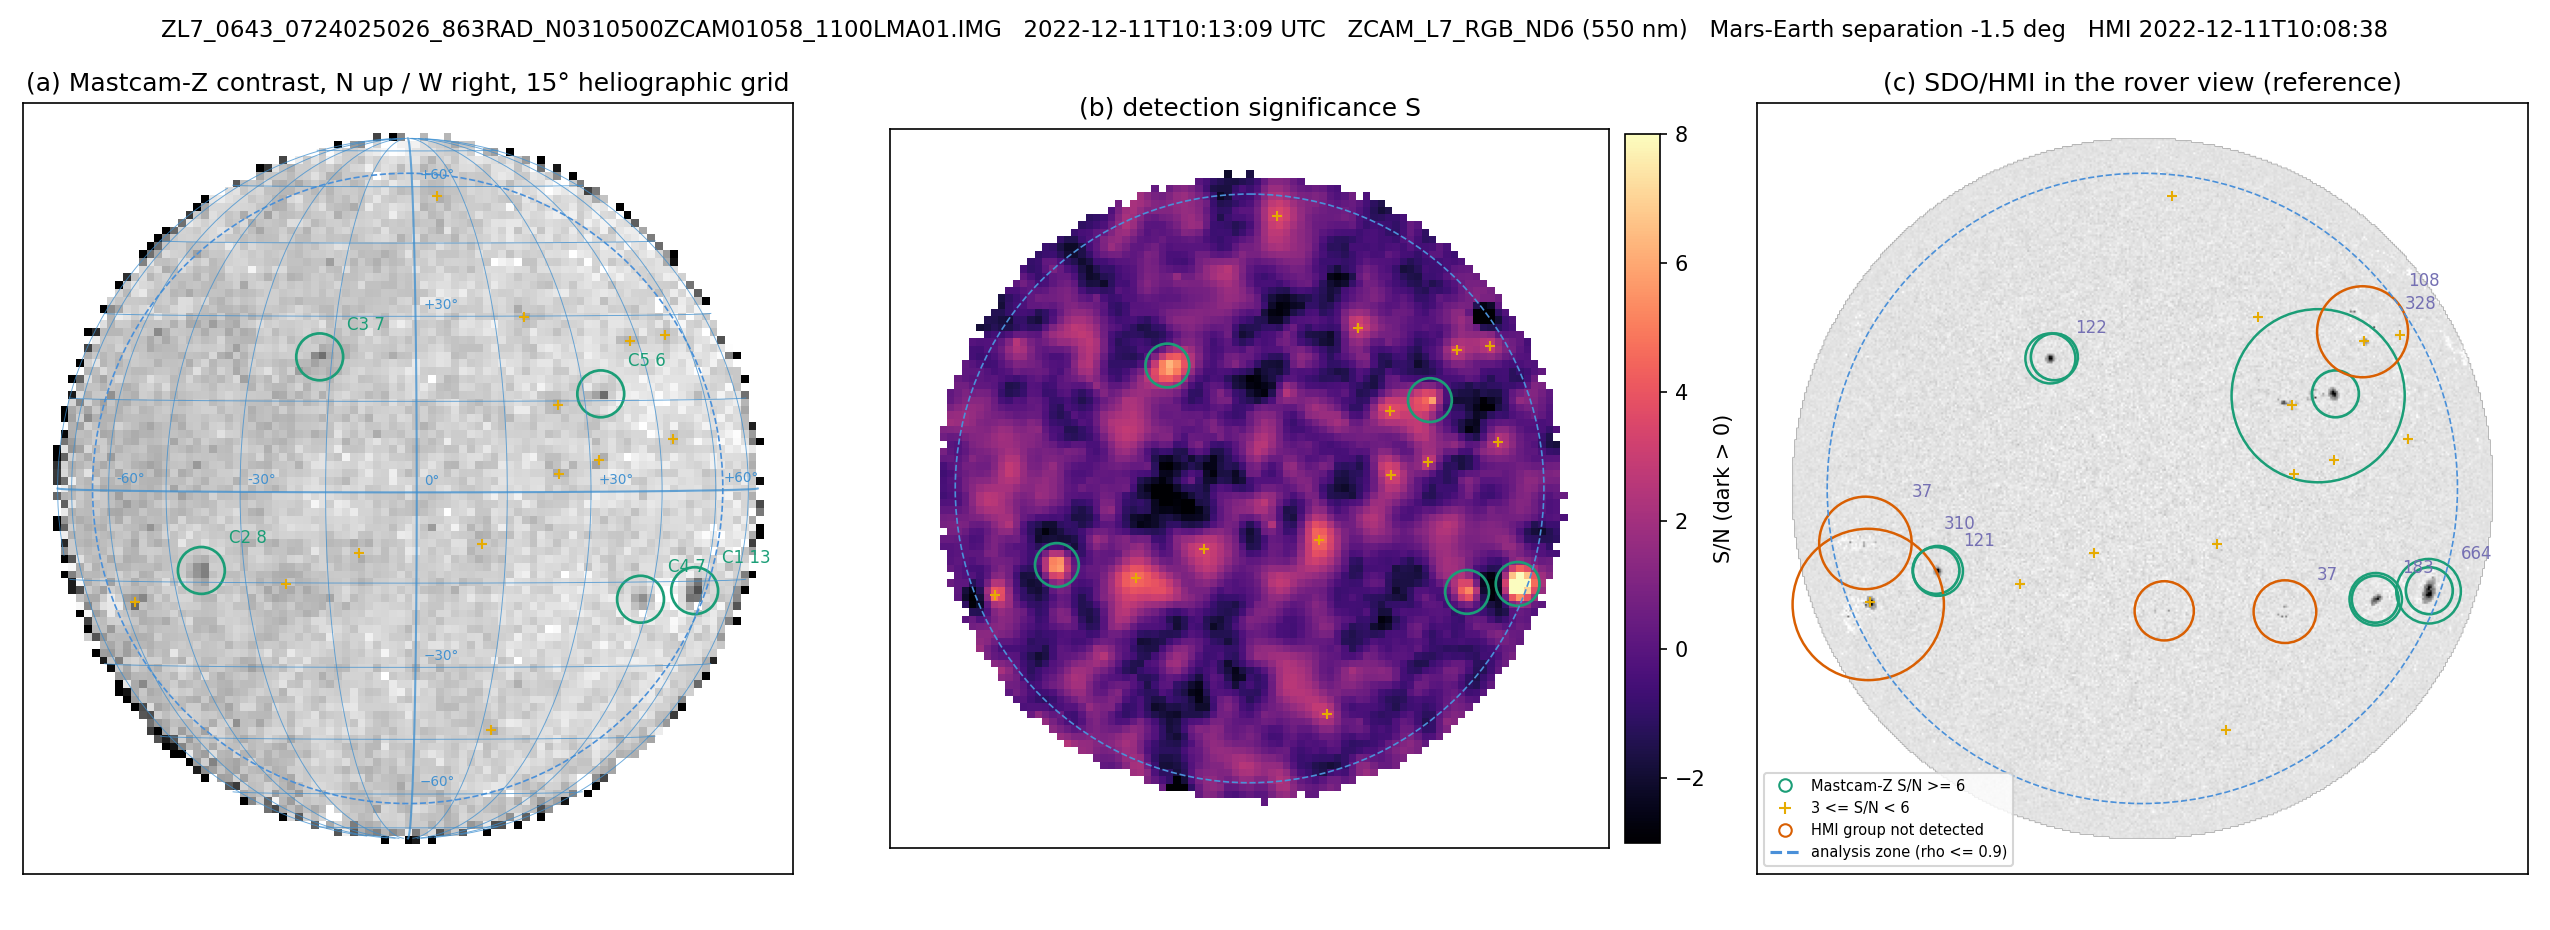 ZL7_0643_0724025026_863RAD_N0310500ZCAM01058_1100LMA01.IMG 2022-12-11T10:13:09 UTC ZCAM_L7_RGB_ND6 (550 nm) Mars-Earth separation -1.5 deg HMI 2022-12-11T10:08:38
(a) Mastcam-Z contrast, N up / W right, 15° heliographic grid
+60°
+30°
C3 7
C5 6
-60°
-30°
0°
+30°
+60°
C2 8
C4 7
C1 13
−30°
−60°
(b) detection significance S
8
6
4
2
0
−2
S/N (dark > 0)
(c) SDO/HMI in the rover view (reference)
108
328
122
37
310
121
664
183
37
Mastcam-Z S/N >= 6
3 <= S/N < 6
HMI group not detected
analysis zone (rho <= 0.9)